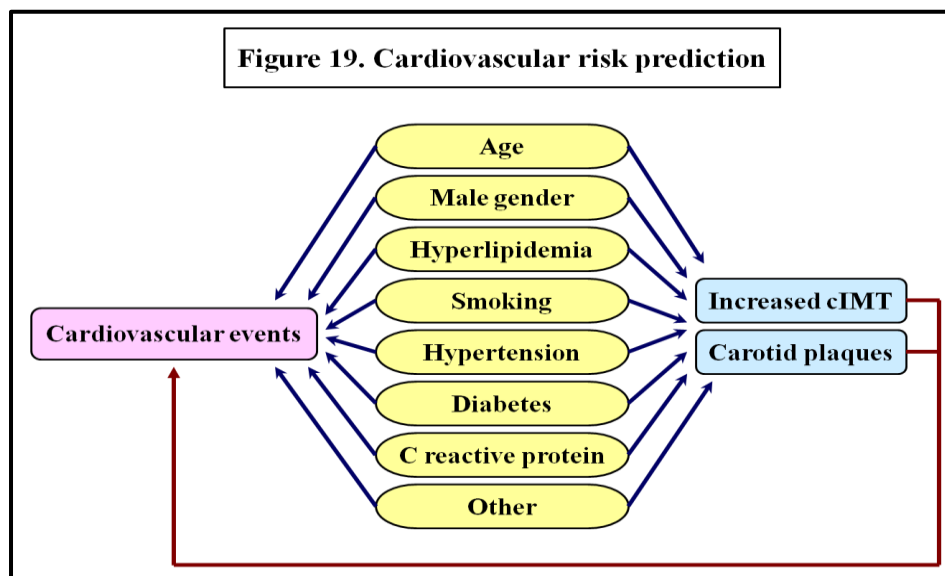 Figure 19. Cardiovascular risk prediction
Age
Male gender
Hyperlipidemia
Smoking
Hypertension
Diabetes
C reactive protein
Other
Cardiovascular events
Increased cIMT
Carotid plaques